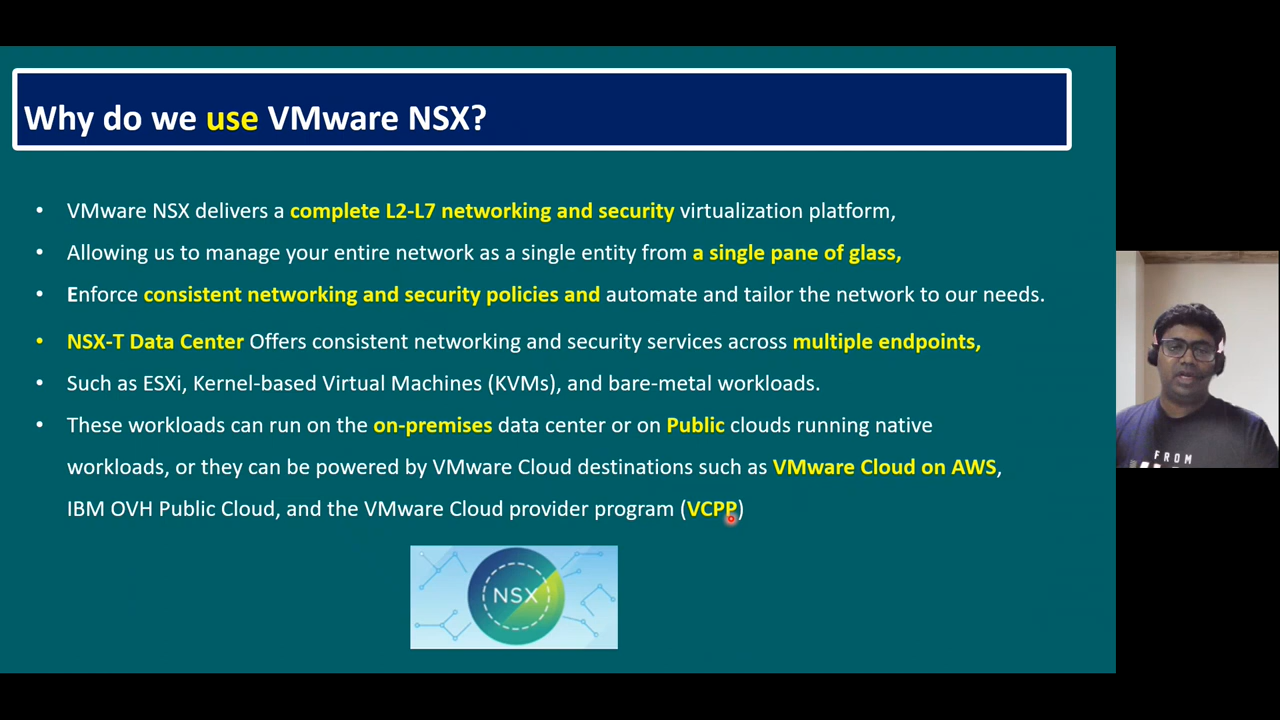 Why do we use VMware NSX?
• VMware NSX delivers a complete L2-L7 networking and security virtualization platform,
• Allowing us to manage your entire network as a single entity from a single pane of glass,
• Enforce consistent networking and security policies and automate and tailor the network to our needs.
• NSX-T Data Center Offers consistent networking and security services across multiple endpoints,
• Such as ESXi, Kernel-based Virtual Machines (KVMs), and bare-metal workloads.
• These workloads can run on the on-premises data center or on Public clouds running native
workloads, or they can be powered by VMware Cloud destinations such as VMware Cloud on AWS,
IBM OVH Public Cloud, and the VMware Cloud provider program (VCPP)
NSX
FROM